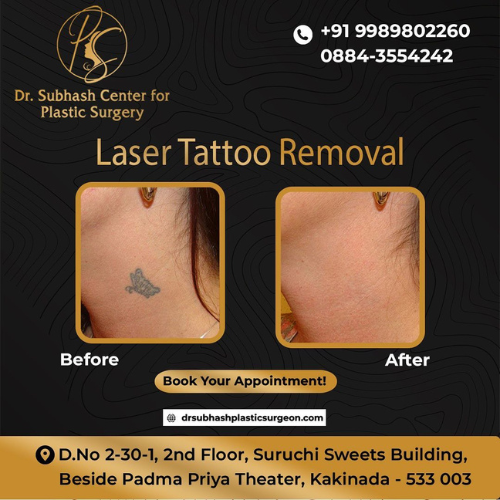 +91 9989802260
0884-3554242
Dr. Subhash Center for
Plastic Surgery
Laser Tattoo Removal
Before
After
Book Your Appointment!
drsubhashplasticsurgeon.com
D.No 2-30-1, 2nd Floor, Suruchi Sweets Building,
Beside Padma Priya Theater, Kakinada - 533 003